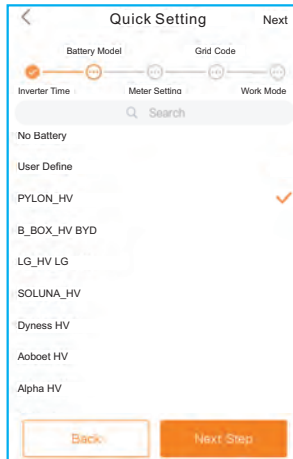 Quick Setting Next
Battery Model Grid Code
Inverter Time Meter Setting Work Mode
Search
No Battery
User Define
PYLON_HV
B_BOX_HV BYD
LG_HV LG
SOLUNA_HV
Dyness HV
Aoboet HV
Alpha HV
Back Next Step